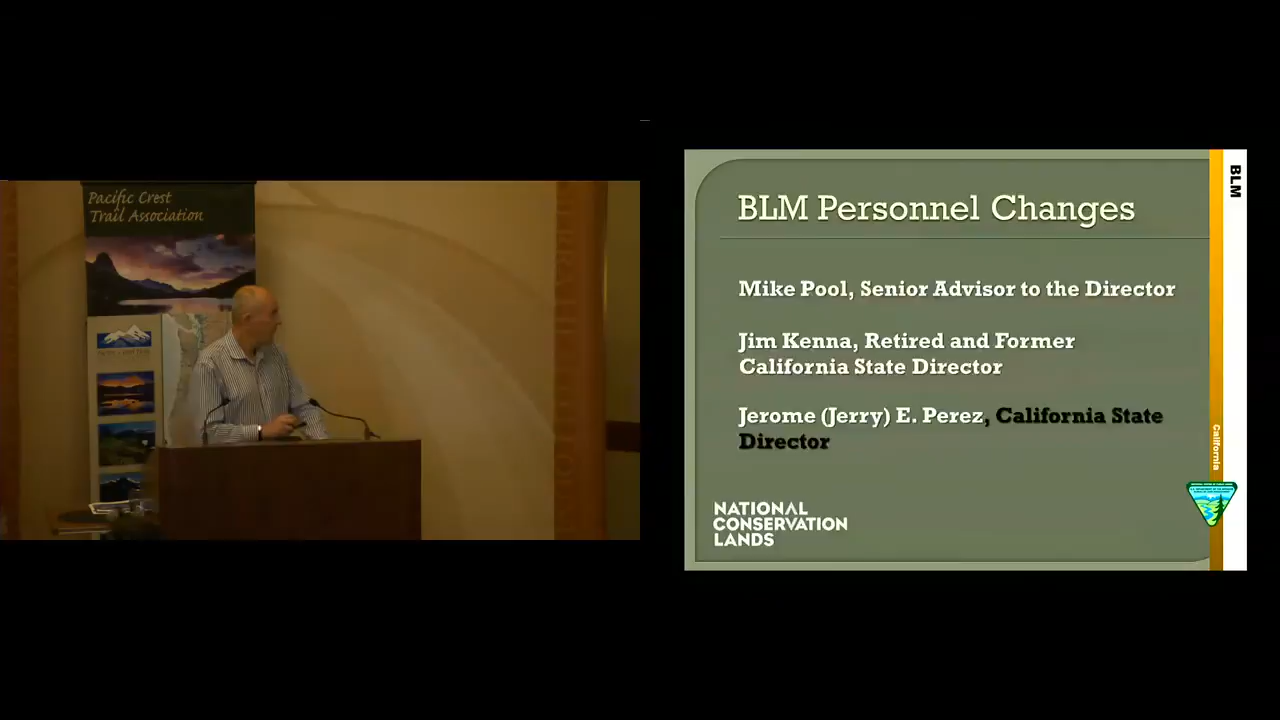 Pacific Crest
Trail Association
BLM Personnel Changes
Mike Pool, Senior Advisor to the Director
Jim Kenna, Retired and Former
California State Director
Jerome (Jerry) E. Perez, California State
Director
NATIONAL
CONSERVATION
LANDS
BLM
California